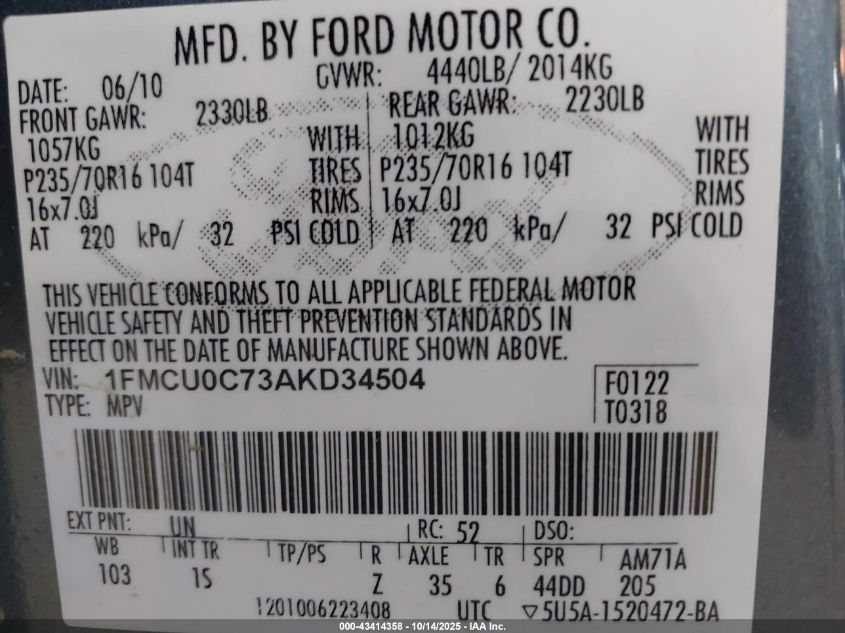 MFD. BY FORD MOTOR CO.
DATE: 06/10 GVWR: 4440LB/ 2014KG
FRONT GAWR: 2330LB REAR GAWR: 2230LB
1057KG WITH 1012KG WITH
P235/70R16 104T TIRES P235/70R16 104T TIRES
16x7.0J RIMS 16x7.0J RIMS
AT 220 kPa/ 32 PSI COLD AT 220 kPa/ 32 PSI COLD
THIS VEHICLE CONFORMS TO ALL APPLICABLE FEDERAL MOTOR
VEHICLE SAFETY AND THEFT PREVENTION STANDARDS IN
EFFECT ON THE DATE OF MANUFACTURE SHOWN ABOVE.
VIN: 1FMCU0C73AKD34504 F0122
TYPE: MPV T0318
EXT PNT: UN RC: 52 DSO:
WB INT TR TP/PS R AXLE TR SPR AM71A
103 1S Z 35 6 44DD 205
1201006223408 UTC ▽5U5A-1520472-BA
000-43414358 - 10/14/2025 - IAA, LLC